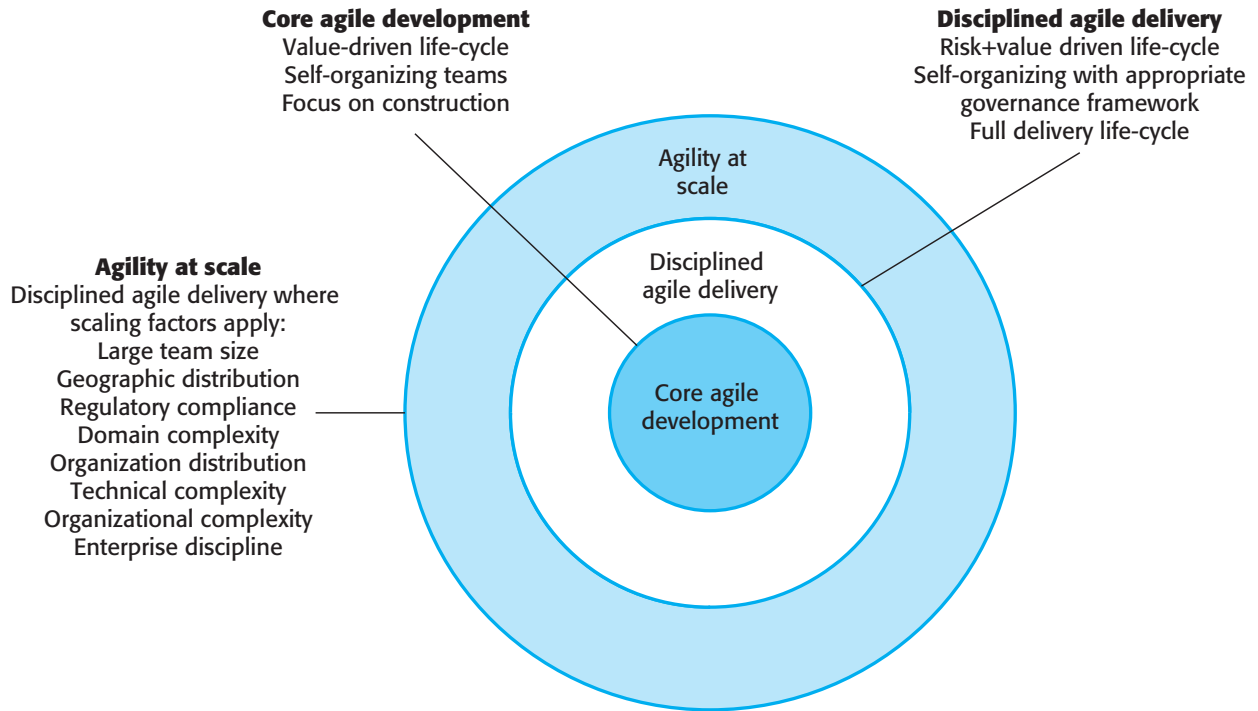 Core agile development
Value-driven life-cycle
Self-organizing teams
Focus on construction
Disciplined agile delivery
Risk+value driven life-cycle
Self-organizing with appropriate
governance framework
Full delivery life-cycle
Agility at scale
Disciplined agile delivery where
scaling factors apply:
Large team size
Geographic distribution
Regulatory compliance
Domain complexity
Organization distribution
Technical complexity
Organizational complexity
Enterprise discipline
Agility at
scale
Disciplined
agile delivery
Core agile
development